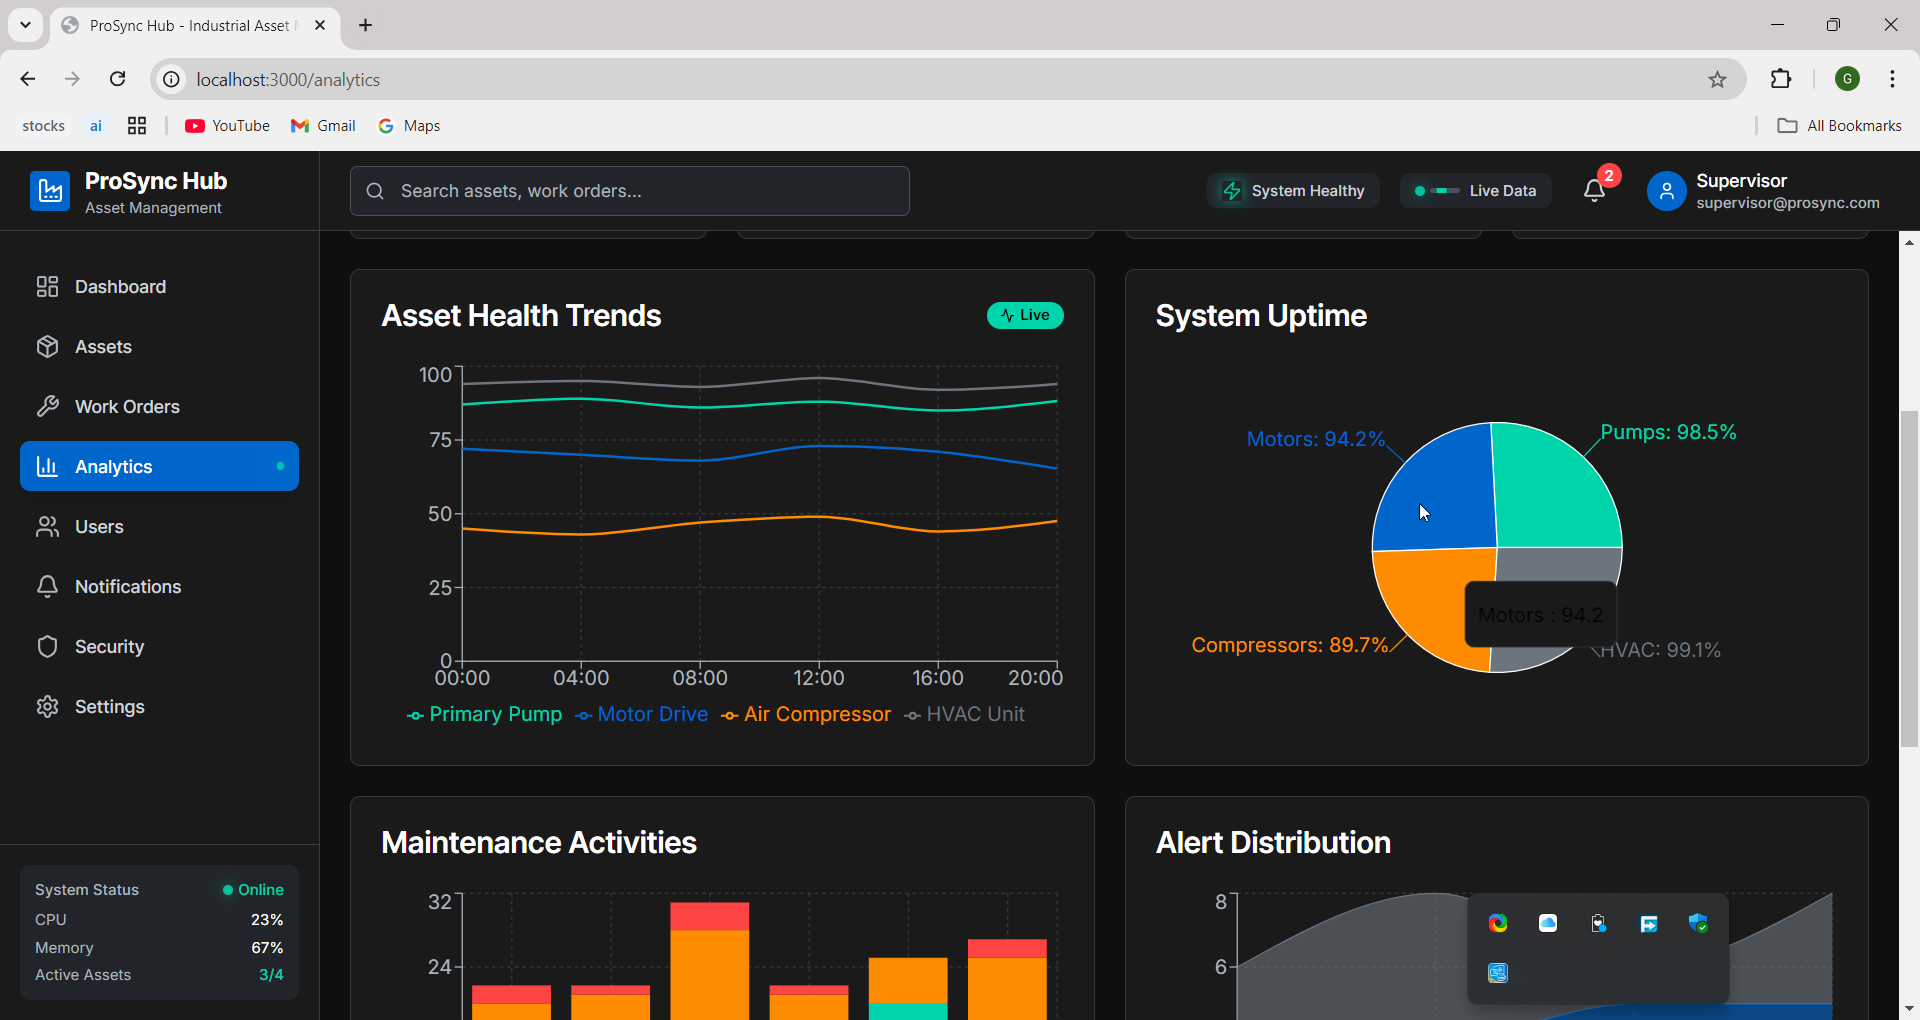 ProSync Hub - Industrial Asset
localhost:3000/analytics
stocks ai YouTube Gmail Maps All Bookmarks
ProSync Hub
Asset Management
Search assets, work orders...
System Healthy
Live Data
2
Supervisor
supervisor@prosync.com
G
Dashboard
Assets
Work Orders
Analytics
Users
Notifications
Security
Settings
System Status Online
CPU 23%
Memory 67%
Active Assets 3/4
Asset Health Trends
Live
100
75
50
25
0
00:00 04:00 08:00 12:00 16:00 20:00
Primary Pump Motor Drive Air Compressor HVAC Unit
System Uptime
Motors: 94.2%
Pumps: 98.5%
Motors : 94.2
Compressors: 89.7%
HVAC: 99.1%
Maintenance Activities
32
24
Alert Distribution
8
6